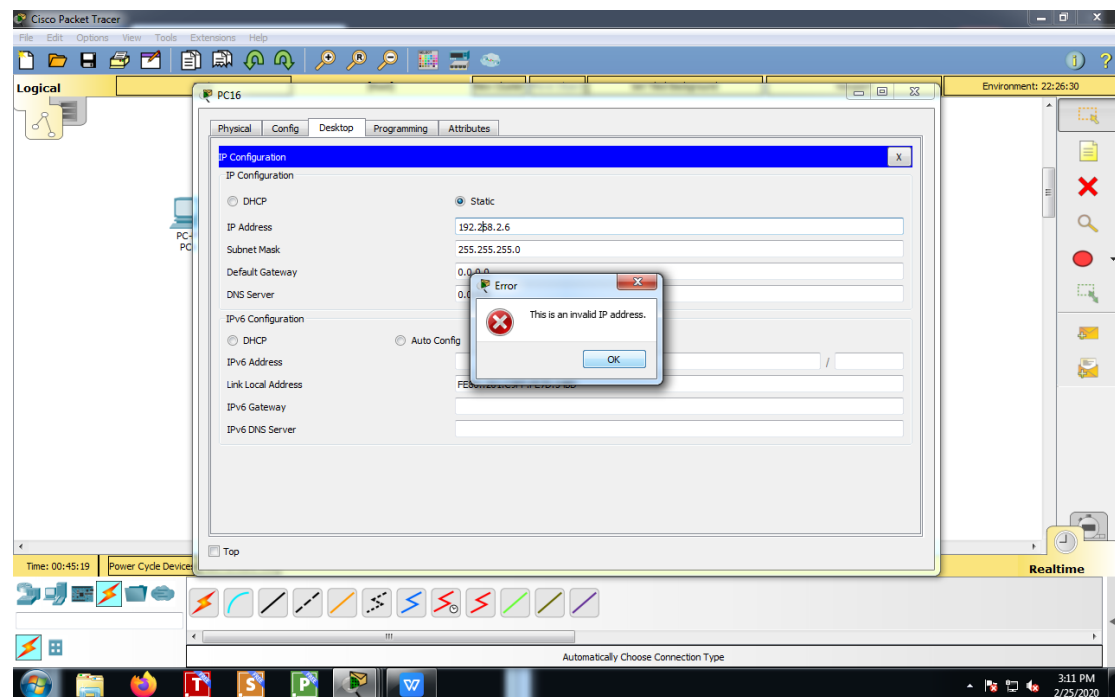 Cisco Packet Tracer
File Edit Options View Tools Extensions Help
Logical
Environment: 22:26:30
PC16
Physical Config Desktop Programming Attributes
IP Configuration X
IP Configuration
DHCP Static
IP Address 192.268.2.6
Subnet Mask 255.255.255.0
Default Gateway 0.0.0.0
DNS Server 0.0
Error
This is an invalid IP address.
OK
IPv6 Configuration
DHCP Auto Config
IPv6 Address /
Link Local Address
IPv6 Gateway
IPv6 DNS Server
PC-
PC
Top
Time: 00:45:19 Power Cycle Devices
Realtime
Automatically Choose Connection Type
3:11 PM
2/25/2020